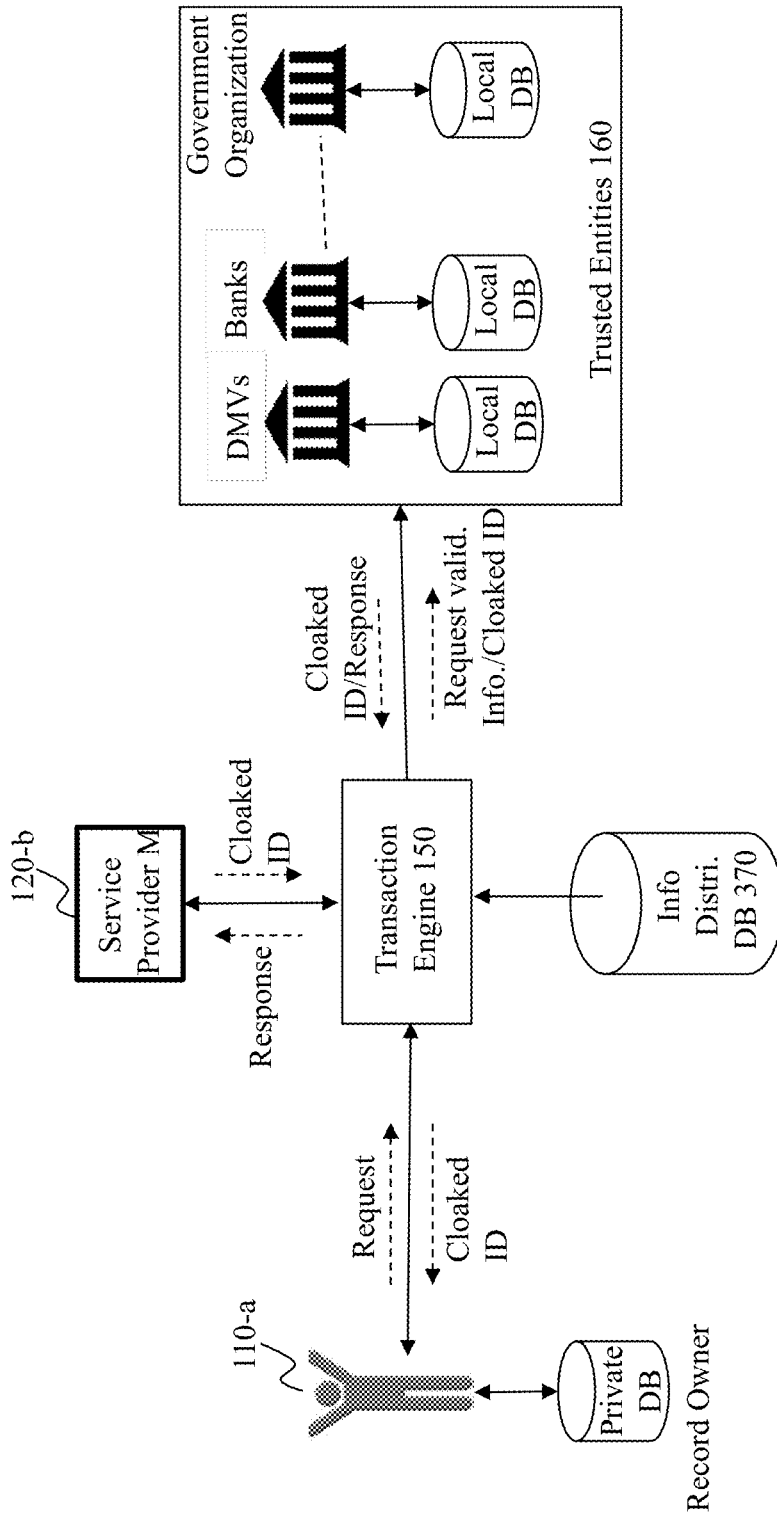 120-b
Service
Provider M
Response
Cloaked
ID
110-a
Request
Cloaked
ID
Private
DB
Record Owner
Transaction
Engine 150
Info
Distri.
DB 370
Cloaked
ID/Response
Request valid.
Info./Cloaked ID
DMVs
Banks
Government
Organization
Local
DB
Local
DB
Local
DB
Trusted Entities 160